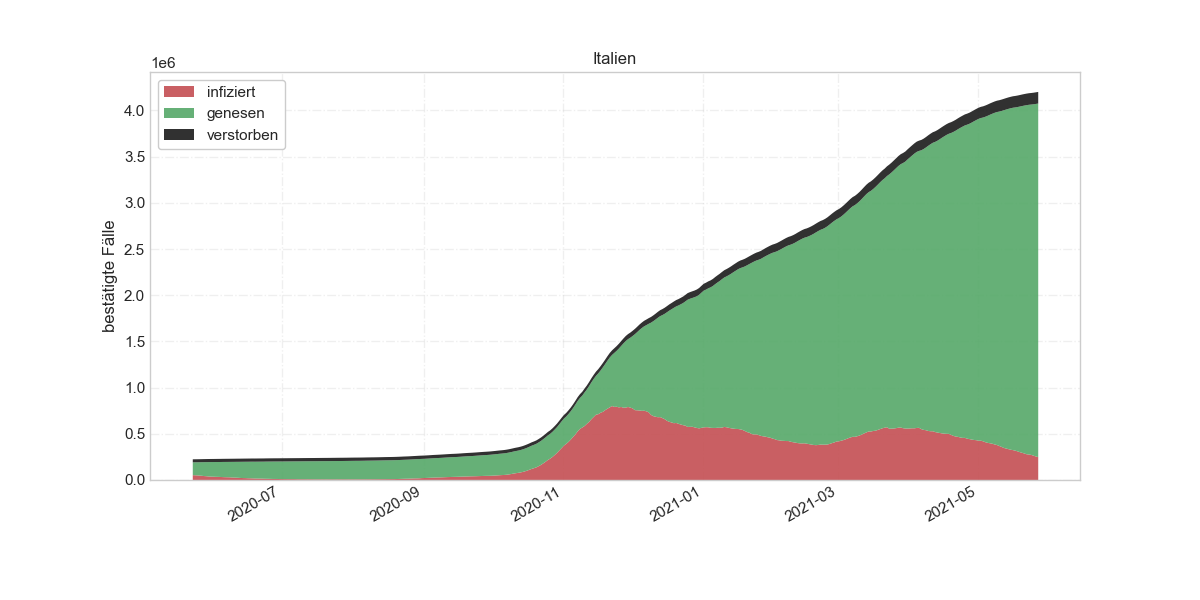 Italien
1e6
infiziert
genesen
verstorben
bestätigte Fälle
4.0
3.5
3.0
2.5
2.0
1.5
1.0
0.5
0.0
2020-07
2020-09
2020-11
2021-01
2021-03
2021-05